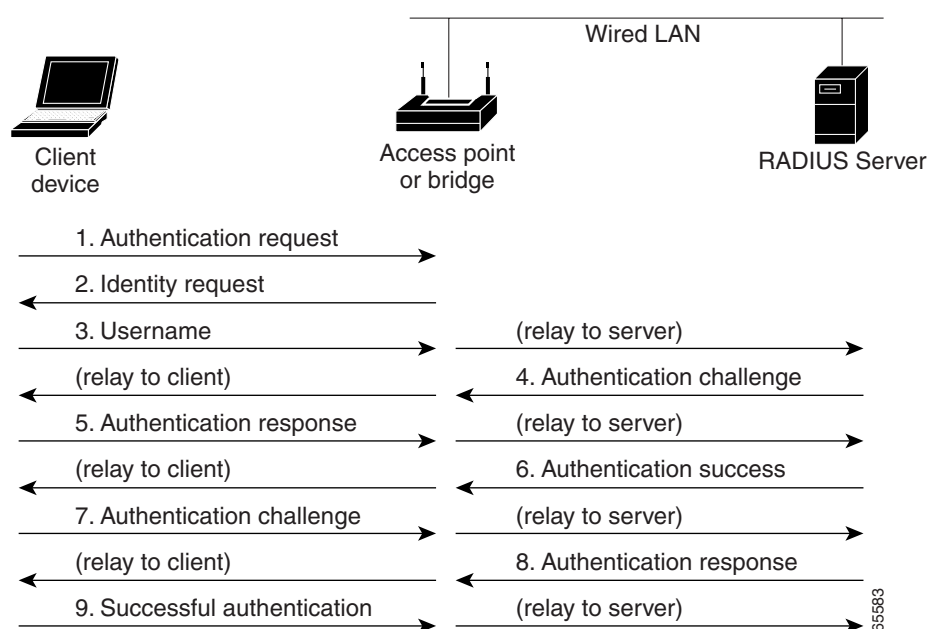 Wired LAN
Client
device
Access point
or bridge
RADIUS Server
1. Authentication request
2. Identity request
3. Username
(relay to server)
(relay to client)
4. Authentication challenge
5. Authentication response
(relay to server)
(relay to client)
6. Authentication success
7. Authentication challenge
(relay to server)
(relay to client)
8. Authentication response
9. Successful authentication
(relay to server)
65583